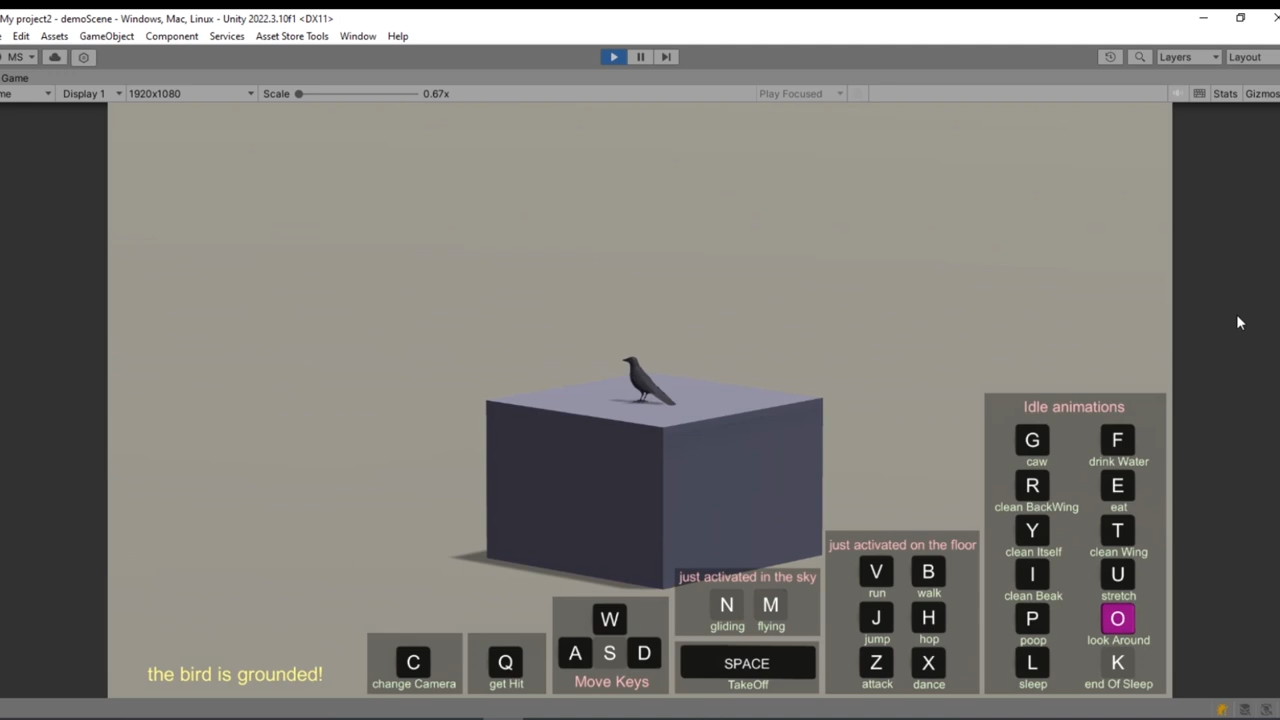 My project2 - demoScene - Windows, Mac, Linux - Unity 2022.3.10f1 <DX11>
Edit Assets GameObject Component Services Asset Store Tools Window Help
MS Layers Layout
Game
Display 1 1920x1080 Scale 0.67x Play Focused Stats Gizmos
Idle animations
G F
caw drink Water
R E
clean BackWing eat
Y T
clean Itself clean Wing
I U
clean Beak stretch
P O
poop look Around
L K
sleep end Of Sleep
just activated on the floor
V B
run walk
J H
jump hop
Z X
attack dance
just activated in the sky
N M
gliding flying
SPACE
TakeOff
W
A S D
Move Keys
Q
get Hit
C
change Camera
the bird is grounded!